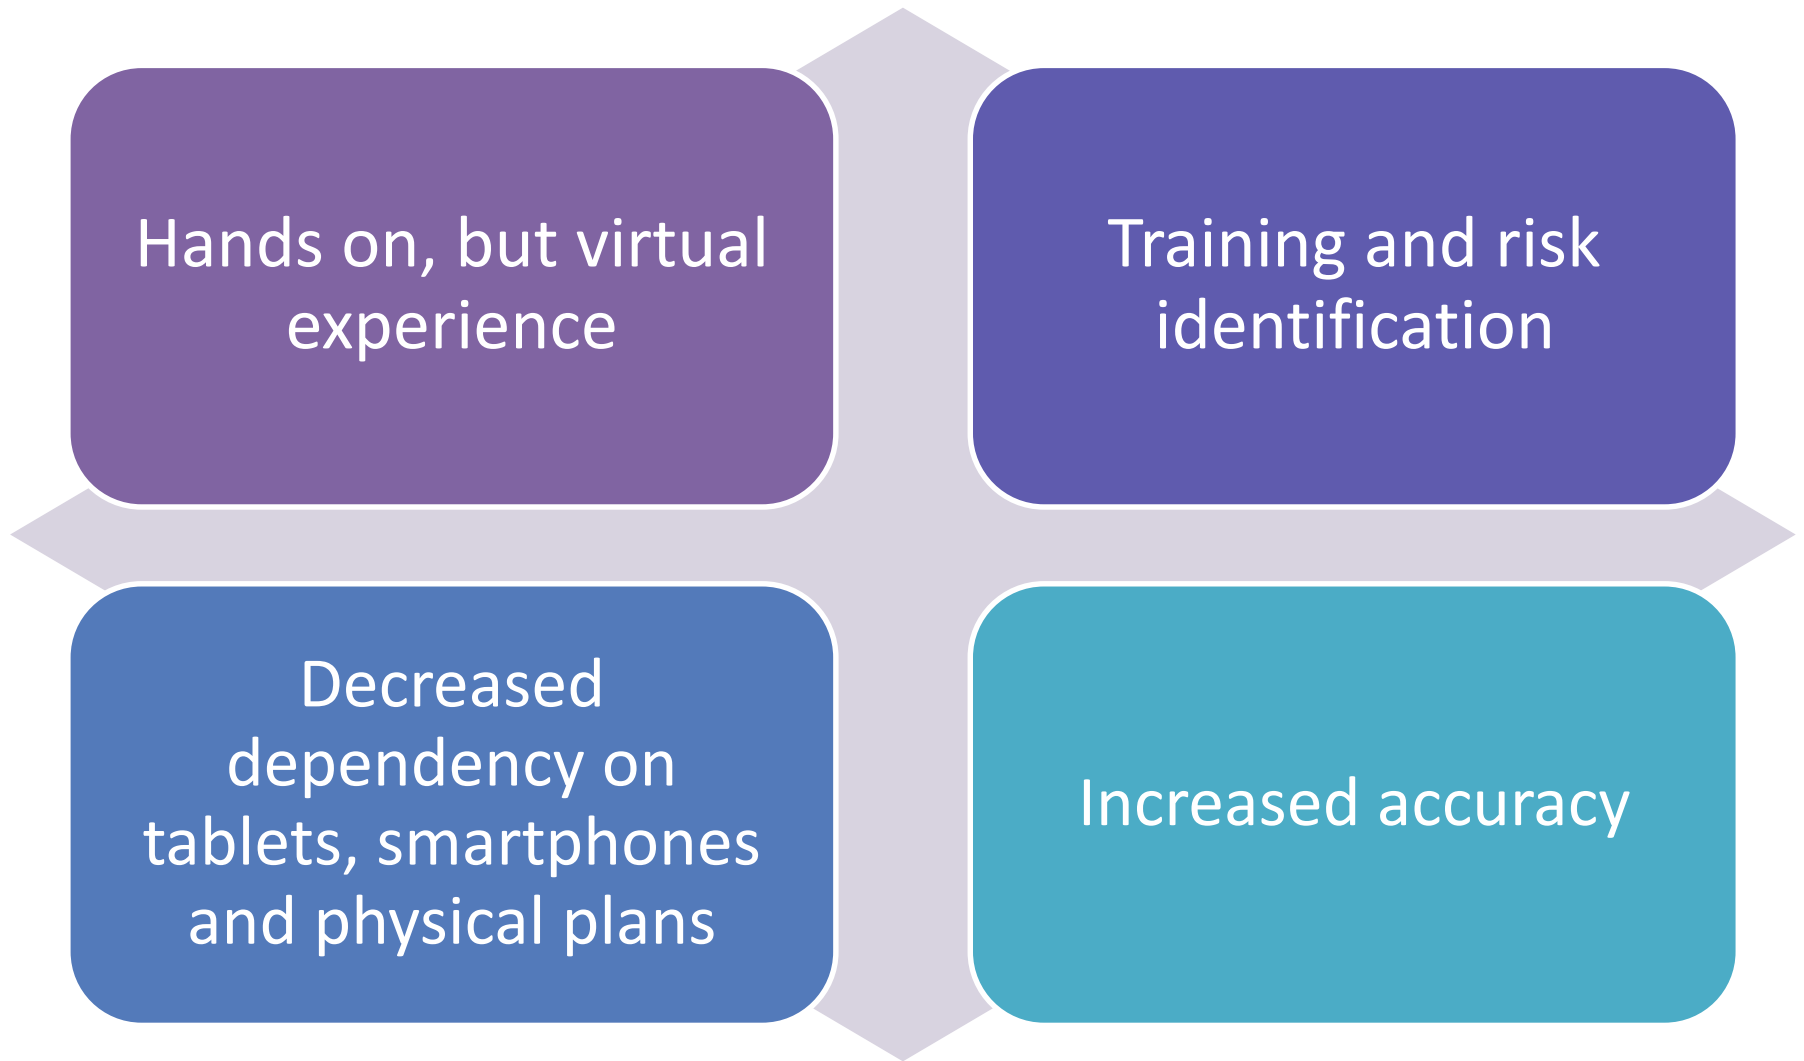 Hands on, but virtual
experience
Training and risk
identification
Decreased
dependency on
tablets, smartphones
and physical plans
Increased accuracy